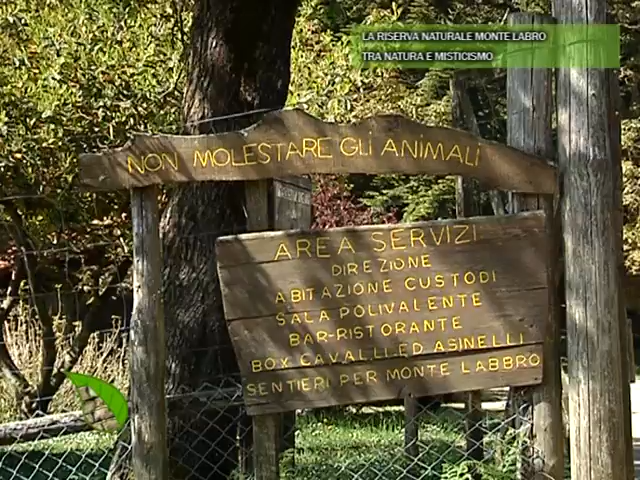 LA RISERVA NATURALE MONTE LABRO
TRA NATURA E MISTICISMO
NON MOLESTARE GLI ANIMALI
AREA SERVIZI
DIREZIONE
ABITAZIONE CUSTODI
SALA POLIVALENTE
BAR-RISTORANTE
BOX CAVALLI ED ASINELLI
SENTIERI PER MONTE LABBRO